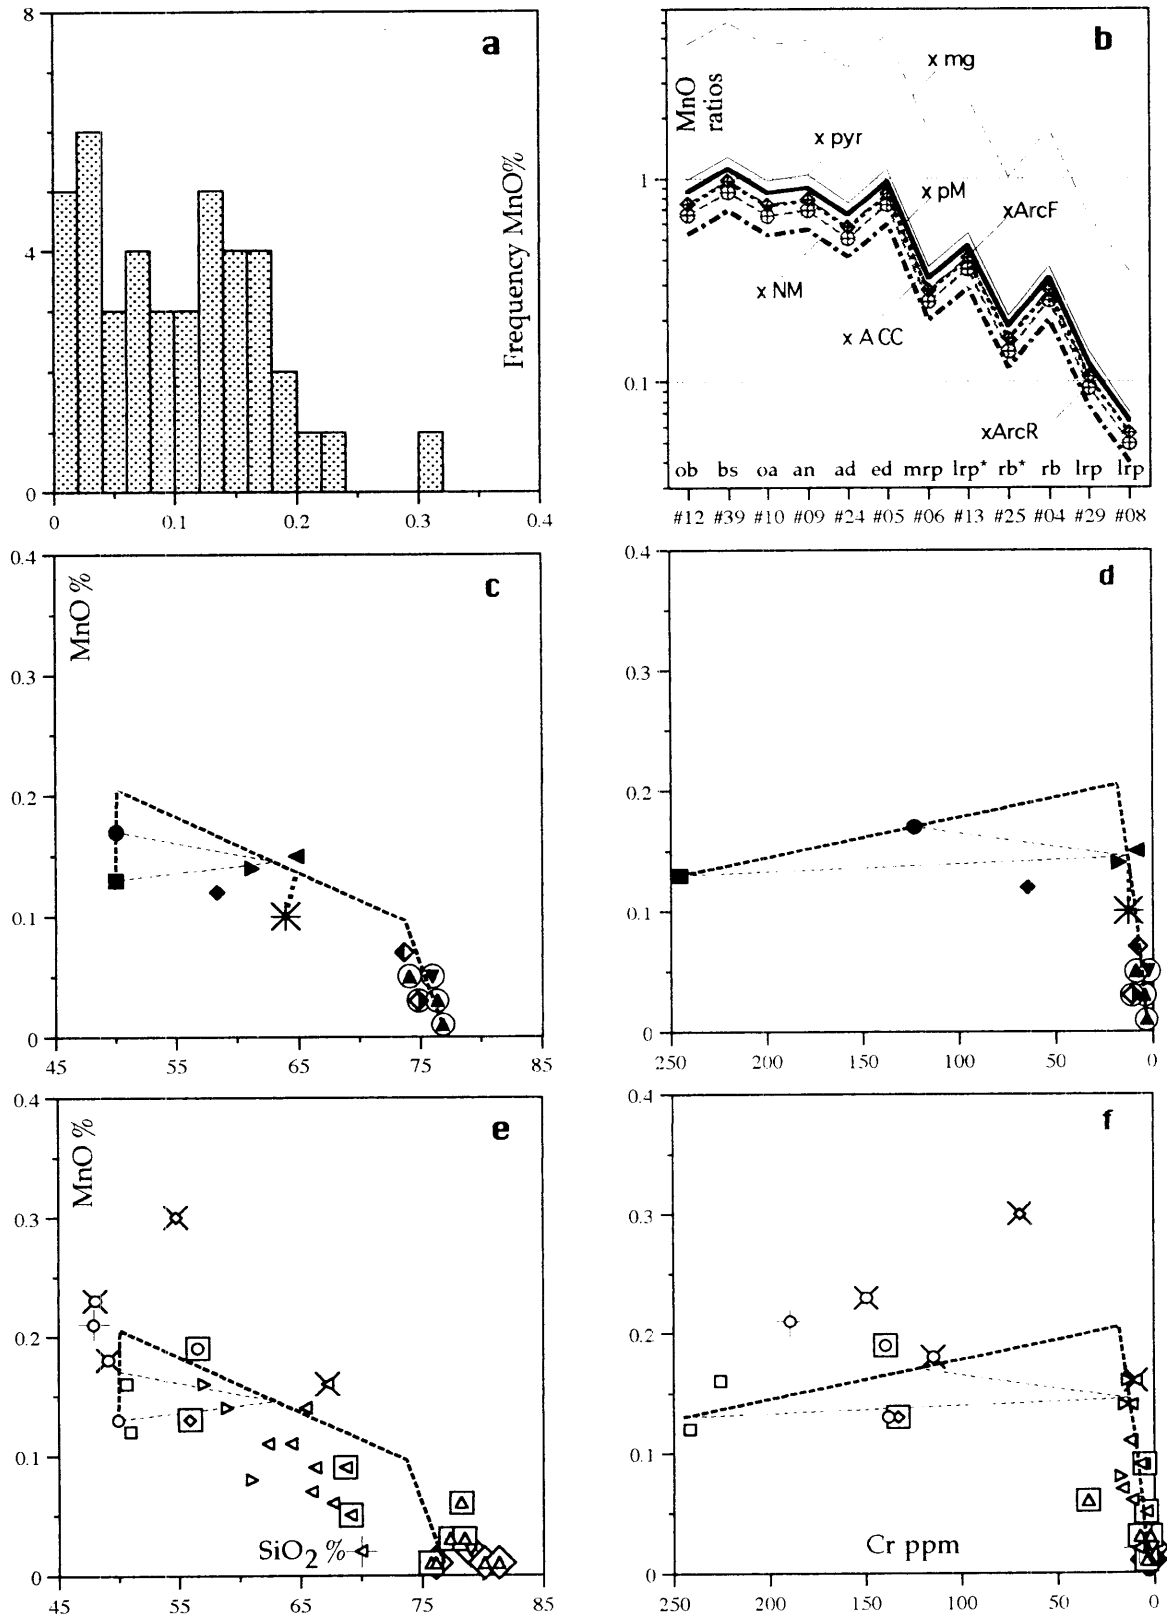 8
4
0
0
0.1
0.2
0.3
0.4
a
Frequency MnO%
b
MnO
ratios
1
0.1
x mg
x pyr
x pM
xArcF
x NM
x ACC
xArcR
ob bs oa an ad ed mrp lrp* rb* rb lrp lrp
#12 #39 #10 #09 #24 #05 #06 #13 #25 #04 #29 #08
c
MnO %
0.4
0.3
0.2
0.1
0
45 55 65 75 85
d
0.4
0.3
0.2
0.1
0
250 200 150 100 50 0
e
MnO %
0.4
0.3
0.2
0.1
0
SiO2 %
45 55 65 75 85
f
0.4
0.3
0.2
0.1
0
Cr ppm
250 200 150 100 50 0